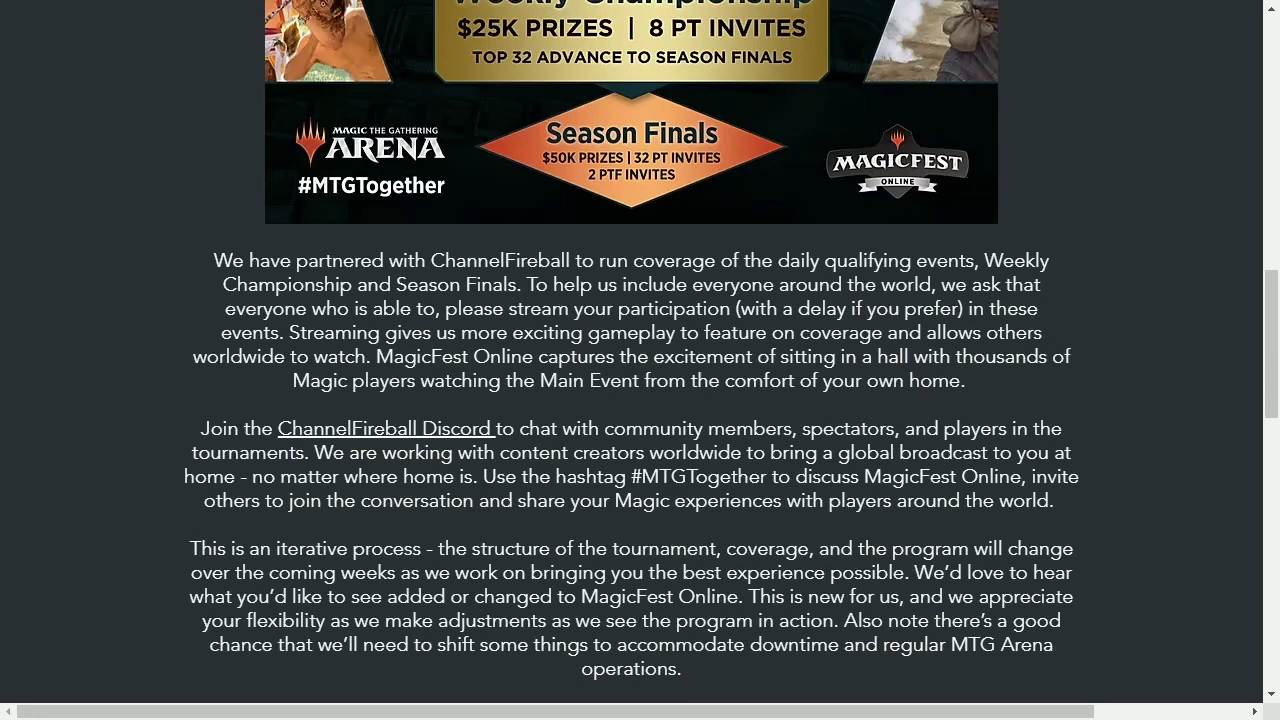 Weekly Championship
$25K PRIZES | 8 PT INVITES
TOP 32 ADVANCE TO SEASON FINALS
MAGIC THE GATHERING
ARENA
#MTGTogether
Season Finals
$50K PRIZES | 32 PT INVITES
2 PTF INVITES
MAGICFEST
ONLINE
We have partnered with ChannelFireball to run coverage of the daily qualifying events, Weekly
Championship and Season Finals. To help us include everyone around the world, we ask that
everyone who is able to, please stream your participation (with a delay if you prefer) in these
events. Streaming gives us more exciting gameplay to feature on coverage and allows others
worldwide to watch. MagicFest Online captures the excitement of sitting in a hall with thousands of
Magic players watching the Main Event from the comfort of your own home.
Join the ChannelFireball Discord to chat with community members, spectators, and players in the
tournaments. We are working with content creators worldwide to bring a global broadcast to you at
home - no matter where home is. Use the hashtag #MTGTogether to discuss MagicFest Online, invite
others to join the conversation and share your Magic experiences with players around the world.
This is an iterative process - the structure of the tournament, coverage, and the program will change
over the coming weeks as we work on bringing you the best experience possible. We’d love to hear
what you’d like to see added or changed to MagicFest Online. This is new for us, and we appreciate
your flexibility as we make adjustments as we see the program in action. Also note there’s a good
chance that we’ll need to shift some things to accommodate downtime and regular MTG Arena
operations.